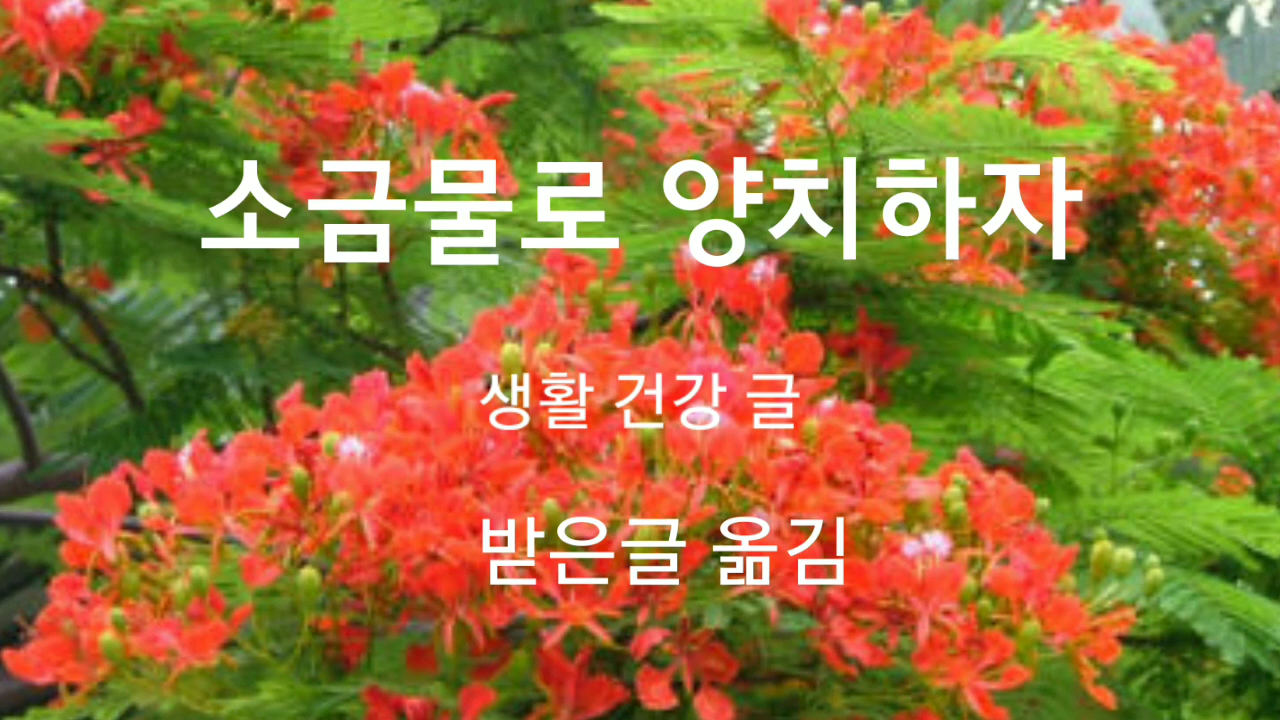 소금물로 양치하자
생활 건강 글
받은글 옮김